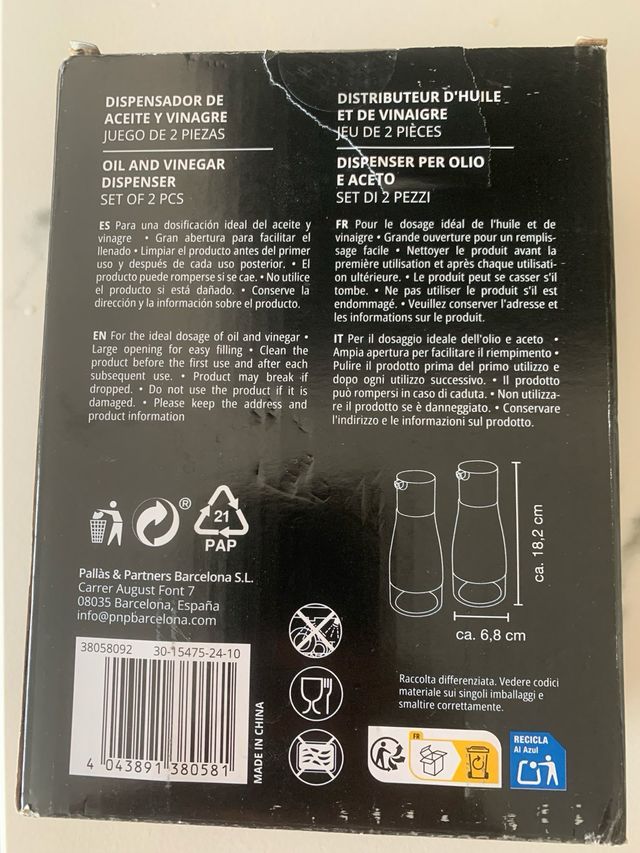 DISPENSADOR DE
ACEITE Y VINAGRE
JUEGO DE 2 PIEZAS
OIL AND VINEGAR
DISPENSER
SET OF 2 PCS
DISTRIBUTEUR D'HUILE
ET DE VINAIGRE
JEU DE 2 PIÈCES
DISPENSER PER OLIO
E ACETO
SET DI 2 PEZZI
ES Para una dosificación ideal del aceite y
vinagre • Gran abertura para facilitar el
llenado • Limpiar el producto antes del primer
uso y después de cada uso posterior. • El
producto puede romperse si se cae. • No utilice
el producto si está dañado. • Conserve la
dirección y la información sobre el producto.
EN For the ideal dosage of oil and vinegar •
Large opening for easy filling • Clean the
product before the first use and after each
subsequent use. • Product may break if
dropped. • Do not use the product if it is
damaged. • Please keep the address and
product information
FR Pour le dosage idéal de l'huile et de
vinaigre • Grande ouverture pour un remplis-
sage facile • Nettoyer le produit avant la
première utilisation et après chaque utilisati-
on ultérieure. • Le produit peut se casser s'il
tombe. • Ne pas utiliser le produit s'il est
endommagé. • Veuillez conserver l'adresse et
les informations sur le produit.
IT Per il dosaggio ideale dell'olio e aceto •
Ampia apertura per facilitare il riempimento •
Pulire il prodotto prima del primo utilizzo e
dopo ogni utilizzo successivo. • Il prodotto
può rompersi in caso di caduta. • Non utilizza-
re il prodotto se è danneggiato. • Conservare
l'indirizzo e le informazioni sul prodotto.
®
21
PAP
Pallàs & Partners Barcelona S.L.
Carrer August Font 7
08035 Barcelona, España
info@pnpbarcelona.com
38058092 30-15475-24-10
4 043891 380581
MADE IN CHINA
ca. 18,2 cm
ca. 6,8 cm
Raccolta differenziata. Vedere codici
materiale sui singoli imballaggi e
smaltire correttamente.
FR
RECICLA
Al Azul